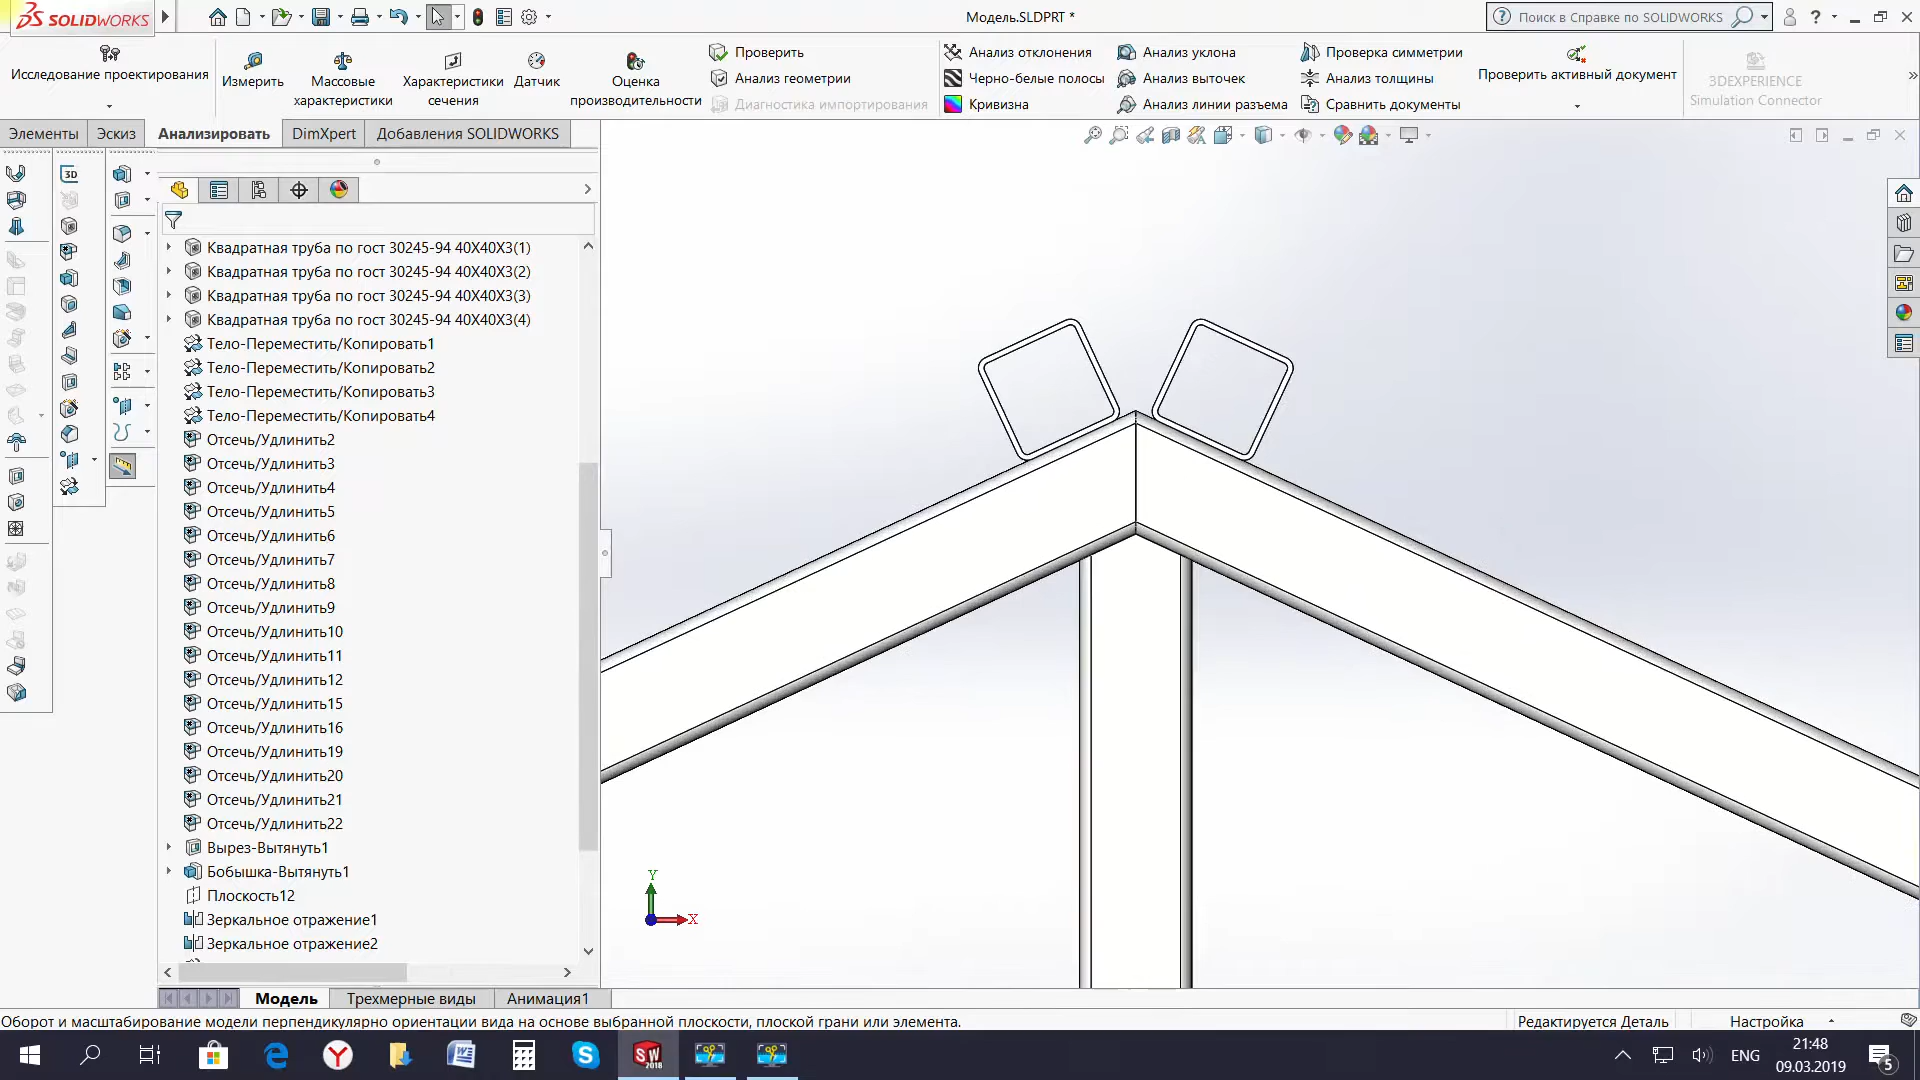 SOLIDWORKS
Модель.SLDPRT *
Поиск в Справке по SOLIDWORKS
Исследование проектирования
Измерить
Массовые характеристики
Характеристики сечения
Датчик
Оценка производительности
Проверить
Анализ геометрии
Диагностика импортирования
Анализ отклонения
Черно-белые полосы
Кривизна
Анализ уклона
Анализ выточек
Анализ линии разъема
Проверка симметрии
Анализ толщины
Сравнить документы
Проверить активный документ
3DEXPERIENCE
Simulation Connector
Элементы
Эскиз
Анализировать
DimXpert
Добавления SOLIDWORKS
3D
Квадратная труба по гост 30245-94 40X40X3(1)
Квадратная труба по гост 30245-94 40X40X3(2)
Квадратная труба по гост 30245-94 40X40X3(3)
Квадратная труба по гост 30245-94 40X40X3(4)
Тело-Переместить/Копировать1
Тело-Переместить/Копировать2
Тело-Переместить/Копировать3
Тело-Переместить/Копировать4
Отсечь/Удлинить2
Отсечь/Удлинить3
Отсечь/Удлинить4
Отсечь/Удлинить5
Отсечь/Удлинить6
Отсечь/Удлинить7
Отсечь/Удлинить8
Отсечь/Удлинить9
Отсечь/Удлинить10
Отсечь/Удлинить11
Отсечь/Удлинить12
Отсечь/Удлинить15
Отсечь/Удлинить16
Отсечь/Удлинить19
Отсечь/Удлинить20
Отсечь/Удлинить21
Отсечь/Удлинить22
Вырез-Вытянуть1
Бобышка-Вытянуть1
Плоскость12
Зеркальное отражение1
Зеркальное отражение2
Y
X
Модель
Трехмерные виды
Анимация1
Оборот и масштабирование модели перпендикулярно ориентации вида на основе выбранной плоскости, плоской грани или элемента.
Редактируется Деталь
Настройка
SW
2018
ENG
21:48
09.03.2019
5